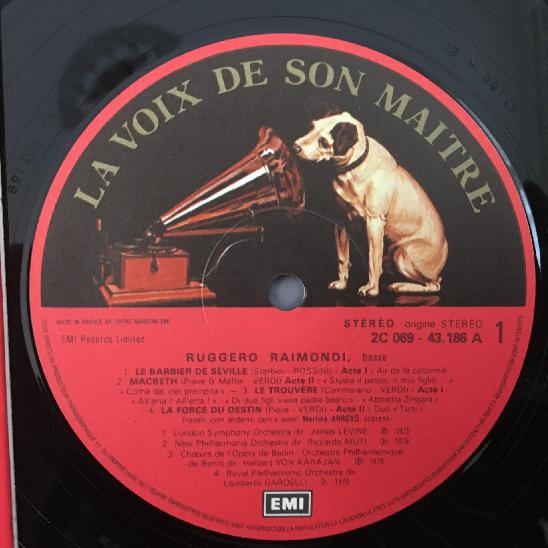 LA VOIX DE SON MAITRE
MADE IN FRANCE BY PATHE MARCONI EMI
EMI Records Limited
STÉRÉO origine STEREO
2C 069 - 43.186 A 1
RUGGERO RAIMONDI, basse
1. LE BARBIER DE SÉVILLE (Sterbini - ROSSINI) - Acte I : Air de la calomnie
2. MACBETH (Piave & Maffei - VERDI) Acte II : « Studia il passo, o mio figlio... »
« Come dal ciel precipita » - 3. LE TROUVÈRE (Cammarano - VERDI) - Acte I :
« All'erta ! All'erta ! » « Di due figli vivea padre beato » « Abbietta Zingara »
4. LA FORCE DU DESTIN (Piave - VERDI) - Acte II : Duo « Tutti i
fratelli con ardenti ceri » avec Martina ARROYO, soprano
1. London Symphony Orchestra dir. James LEVINE ℗ 1975
2. New Philharmonia Orchestra dir. Riccardo MUTI ℗ 1976
3. Chœurs de l'Opéra de Berlin - Orchestre Philharmonique
de Berlin dir. Herbert VON KARAJAN ℗ 1978
4. Royal Philharmonic Orchestra dir.
Lamberto GARDELLI ℗ 1970
EMI